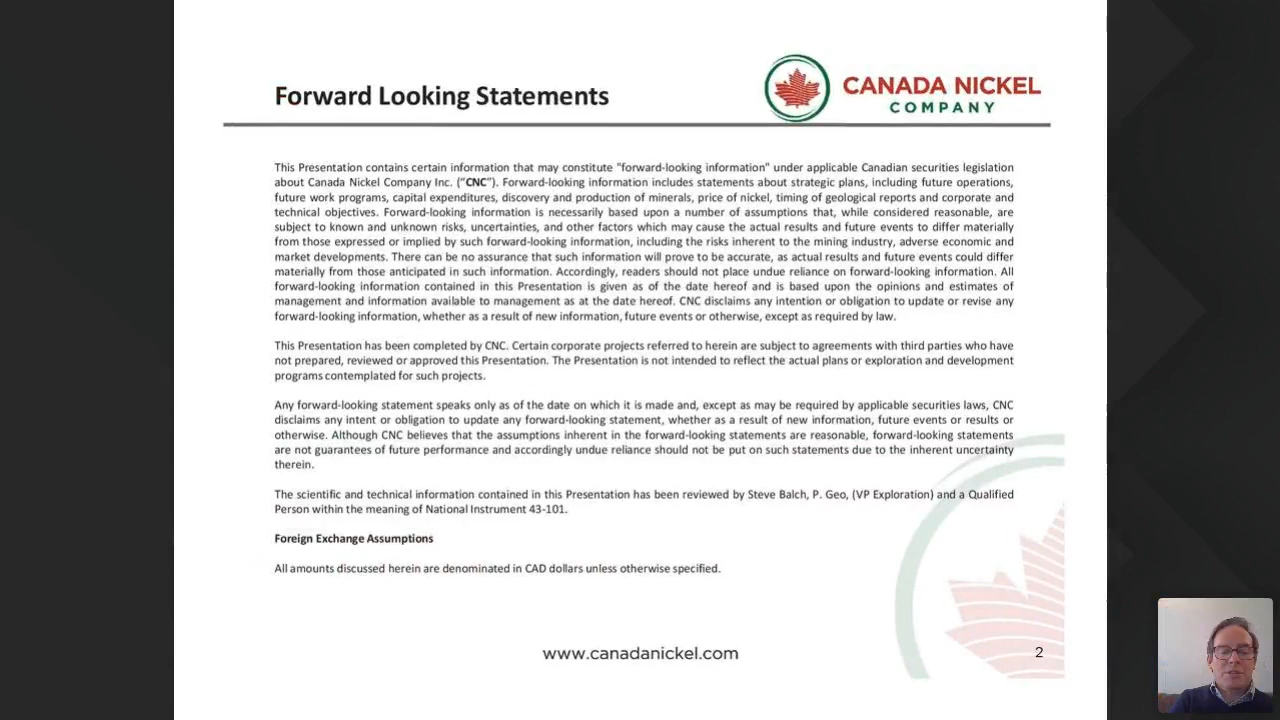 Forward Looking Statements
CANADA NICKEL
COMPANY
This Presentation contains certain information that may constitute "forward-looking information" under applicable Canadian securities legislation
about Canada Nickel Company Inc. ("CNC"). Forward-looking information includes statements about strategic plans, including future operations,
future work programs, capital expenditures, discovery and production of minerals, price of nickel, timing of geological reports and corporate and
technical objectives. Forward-looking information is necessarily based upon a number of assumptions that, while considered reasonable, are
subject to known and unknown risks, uncertainties, and other factors which may cause the actual results and future events to differ materially
from those expressed or implied by such forward-looking information, including the risks inherent to the mining industry, adverse economic and
market developments. There can be no assurance that such information will prove to be accurate, as actual results and future events could differ
materially from those anticipated in such information. Accordingly, readers should not place undue reliance on forward-looking information. All
forward-looking information contained in this Presentation is given as of the date hereof and is based upon the opinions and estimates of
management and information available to management as at the date hereof. CNC disclaims any intention or obligation to update or revise any
forward-looking information, whether as a result of new information, future events or otherwise, except as required by law.
This Presentation has been completed by CNC. Certain corporate projects referred to herein are subject to agreements with third parties who have
not prepared, reviewed or approved this Presentation. The Presentation is not intended to reflect the actual plans or exploration and development
programs contemplated for such projects.
Any forward-looking statement speaks only as of the date on which it is made and, except as may be required by applicable securities laws, CNC
disclaims any intent or obligation to update any forward-looking statement, whether as a result of new information, future events or results or
otherwise. Although CNC believes that the assumptions inherent in the forward-looking statements are reasonable, forward-looking statements
are not guarantees of future performance and accordingly undue reliance should not be put on such statements due to the inherent uncertainty
therein.
The scientific and technical information contained in this Presentation has been reviewed by Steve Balch, P. Geo, (VP Exploration) and a Qualified
Person within the meaning of National Instrument 43-101.
Foreign Exchange Assumptions
All amounts discussed herein are denominated in CAD dollars unless otherwise specified.
www.canadanickel.com
2